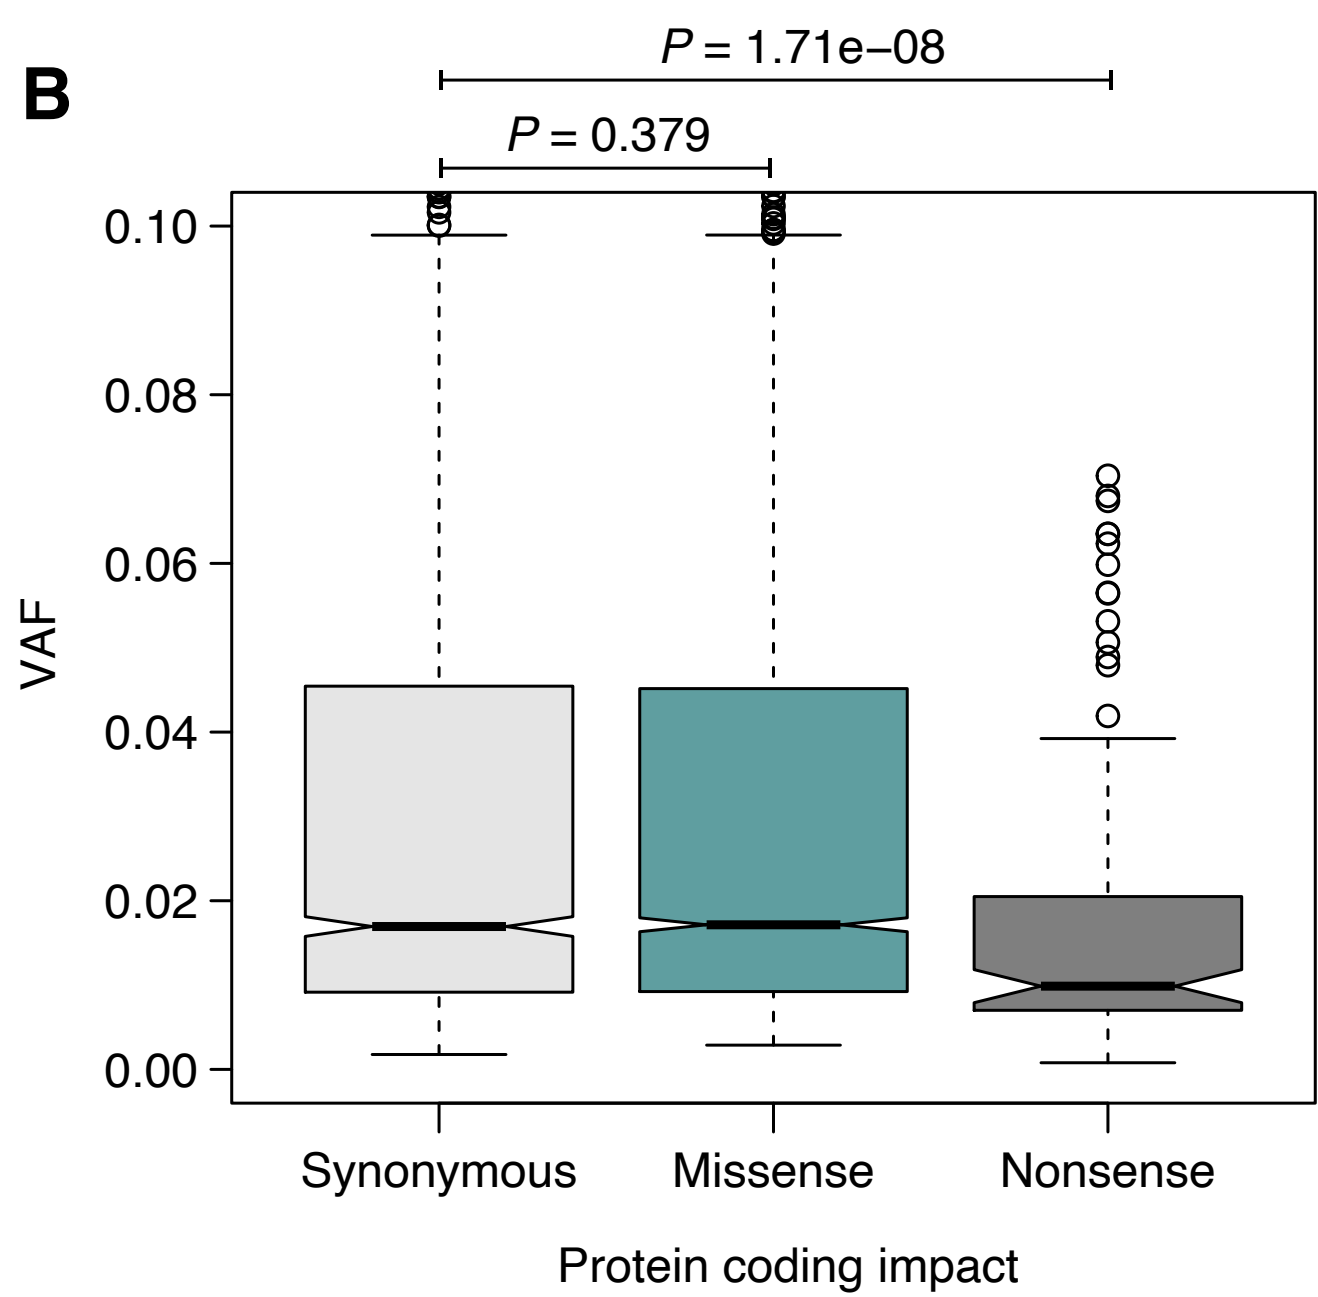 P = 1.71e−08
B
P = 0.379
0.10
0.08
0.06
0.04
0.02
0.00
VAF
Synonymous Missense Nonsense
Protein coding impact